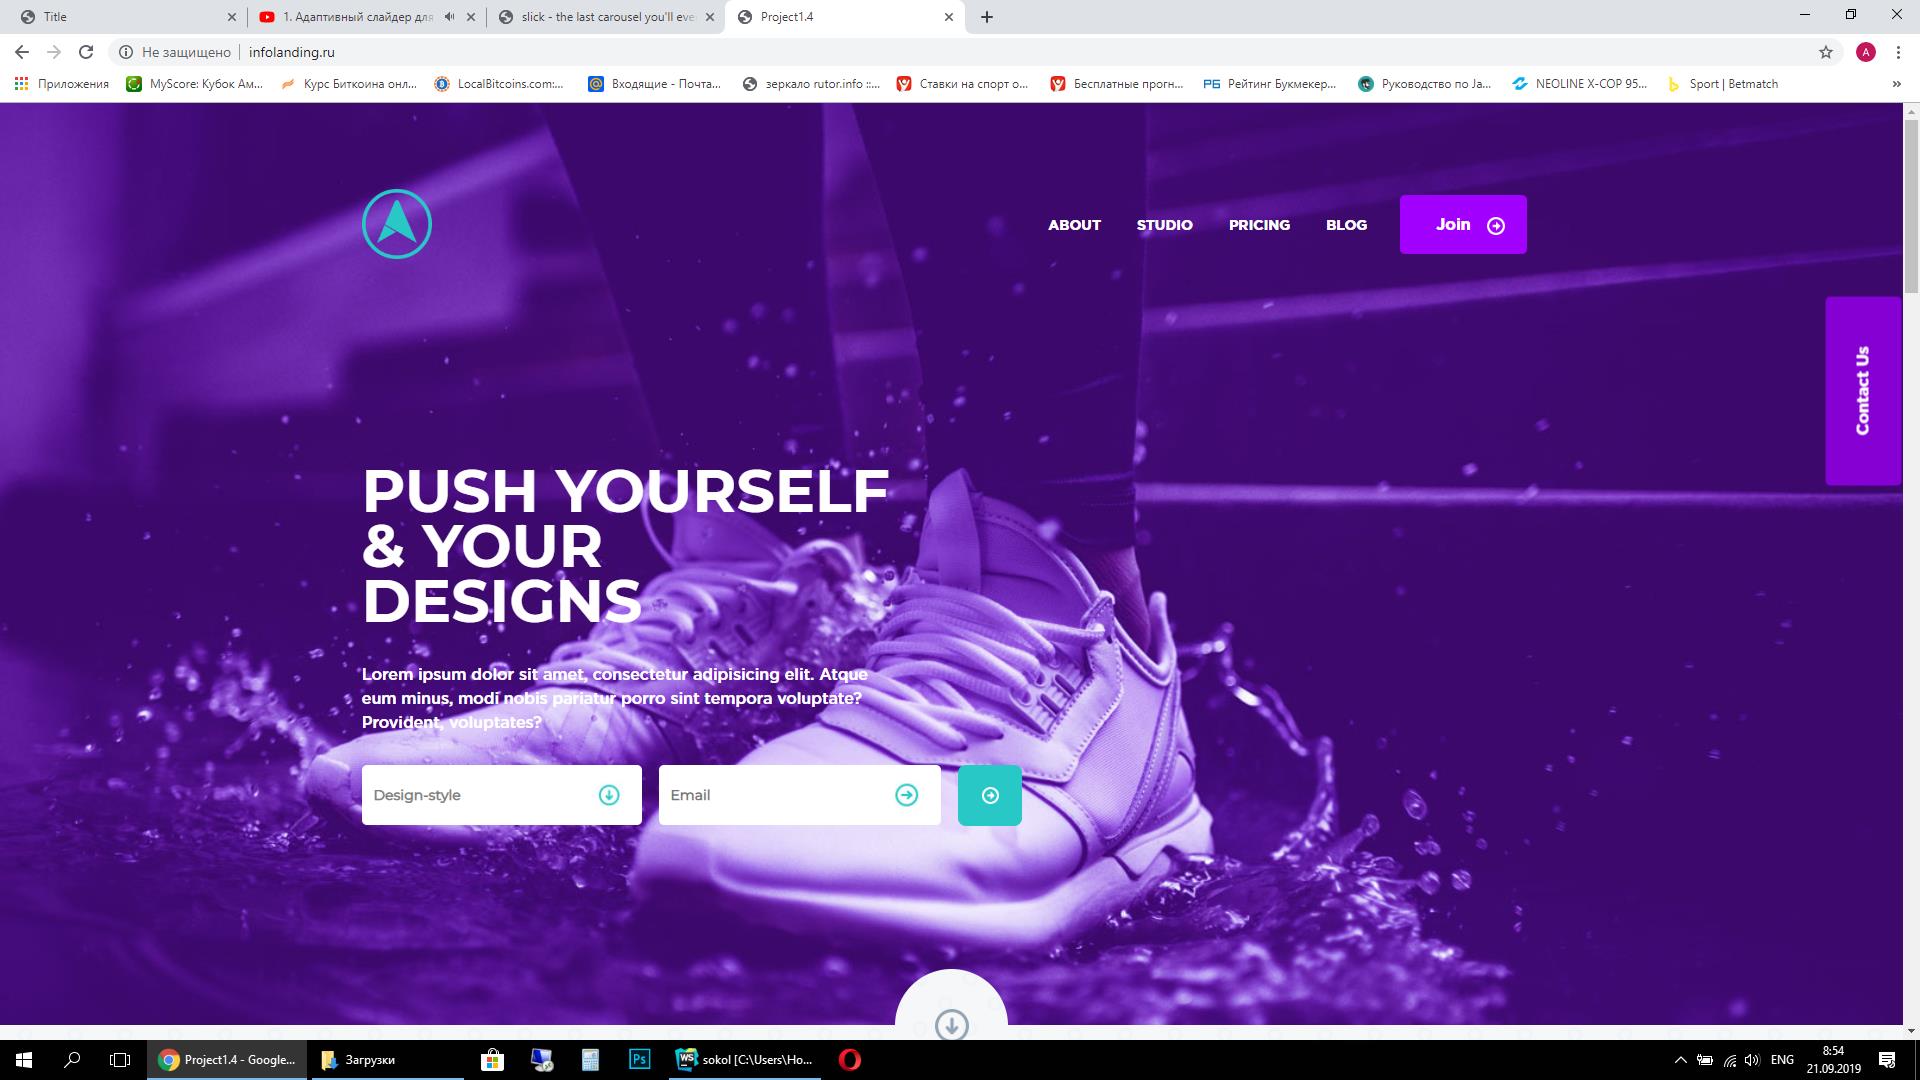 Title
1. Адаптивный слайдер для
slick - the last carousel you'll eve
Project1.4
Не защищено
infolanding.ru
A
Приложения
MyScore: Кубок Ам...
Курс Биткоина онл...
LocalBitcoins.com:...
Входящие - Почта...
зеркало rutor.info ::...
Ставки на спорт о...
Бесплатные прогн...
РБ
Рейтинг Букмекер...
Руководство по Ja...
NEOLINE X-COP 95...
Sport | Betmatch
»
ABOUT
STUDIO
PRICING
BLOG
Join
Contact Us
PUSH YOURSELF
& YOUR
DESIGNS
Lorem ipsum dolor sit amet, consectetur adipisicing elit. Atque
eum minus, modi nobis pariatur porro sint tempora voluptate?
Provident, voluptates?
Design-style
Email
Project1.4 - Google...
Загрузки
Ps
WS
sokol [C:\Users\Ho...
ENG
8:54
21.09.2019